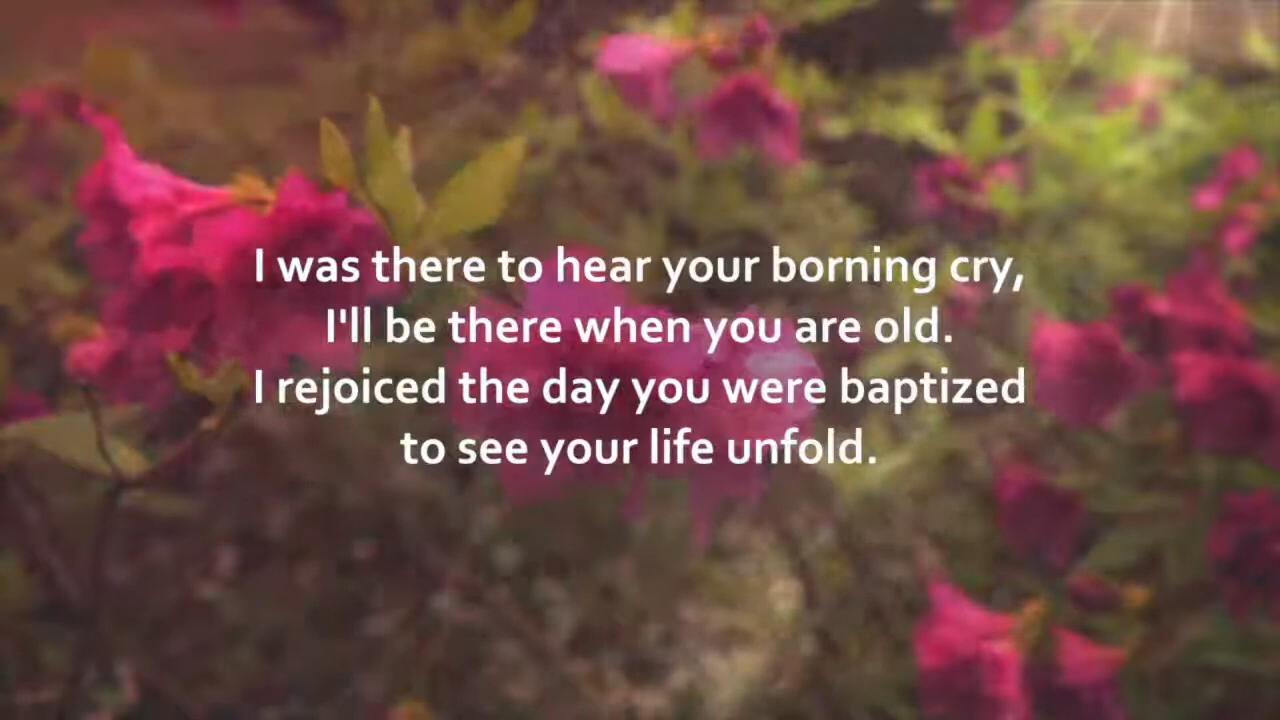 I was there to hear your borning cry,
I'll be there when you are old.
I rejoiced the day you were baptized
to see your life unfold.